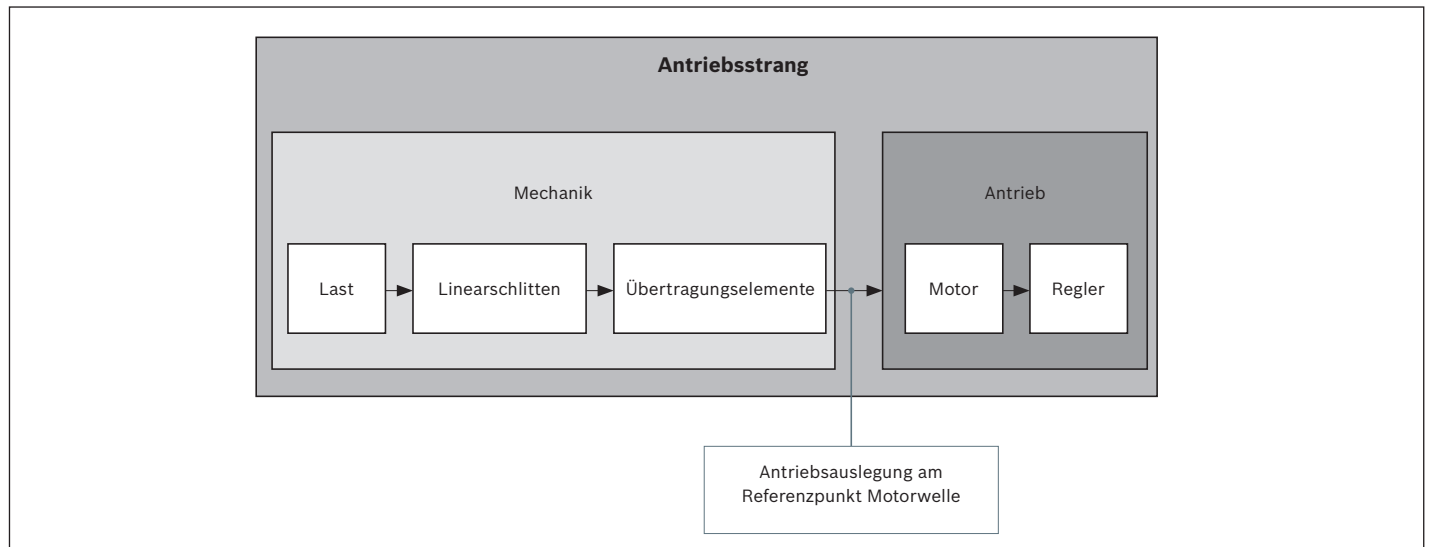 Antriebsstrang
Mechanik
Antrieb
Last
Linearschlitten
Übertragungselemente
Motor
Regler
Antriebsauslegung am
Referenzpunkt Motorwelle